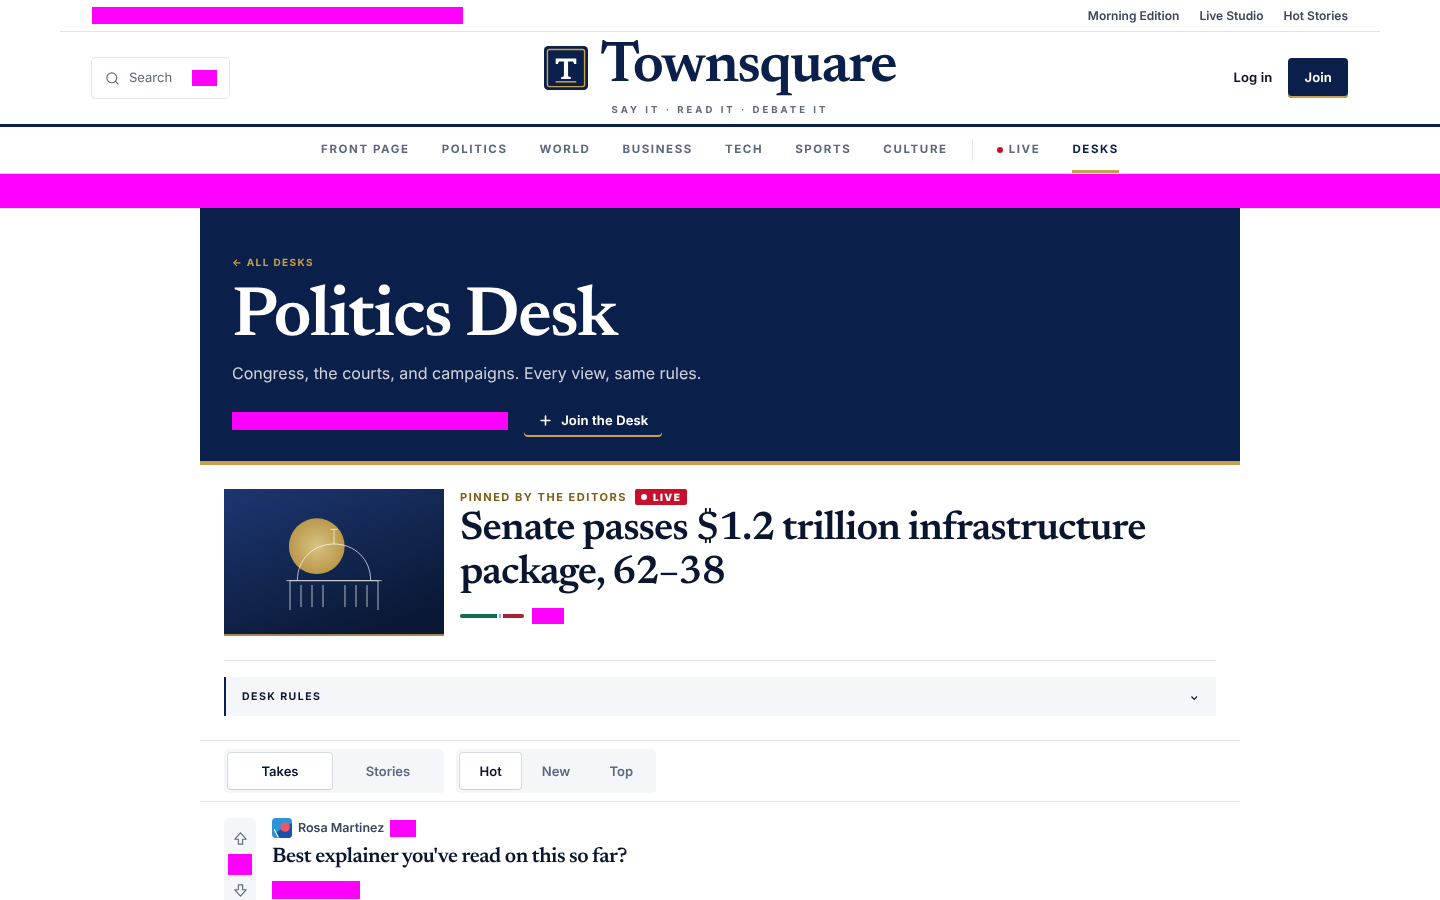 Morning Edition Live Studio Hot Stories
Search
T Townsquare
SAY IT · READ IT · DEBATE IT
Log in Join
FRONT PAGE POLITICS WORLD BUSINESS TECH SPORTS CULTURE LIVE DESKS
← ALL DESKS
Politics Desk
Congress, the courts, and campaigns. Every view, same rules.
+ Join the Desk
PINNED BY THE EDITORS LIVE
Senate passes $1.2 trillion infrastructure
package, 62–38
DESK RULES
Takes Stories Hot New Top
Rosa Martinez
Best explainer you've read on this so far?